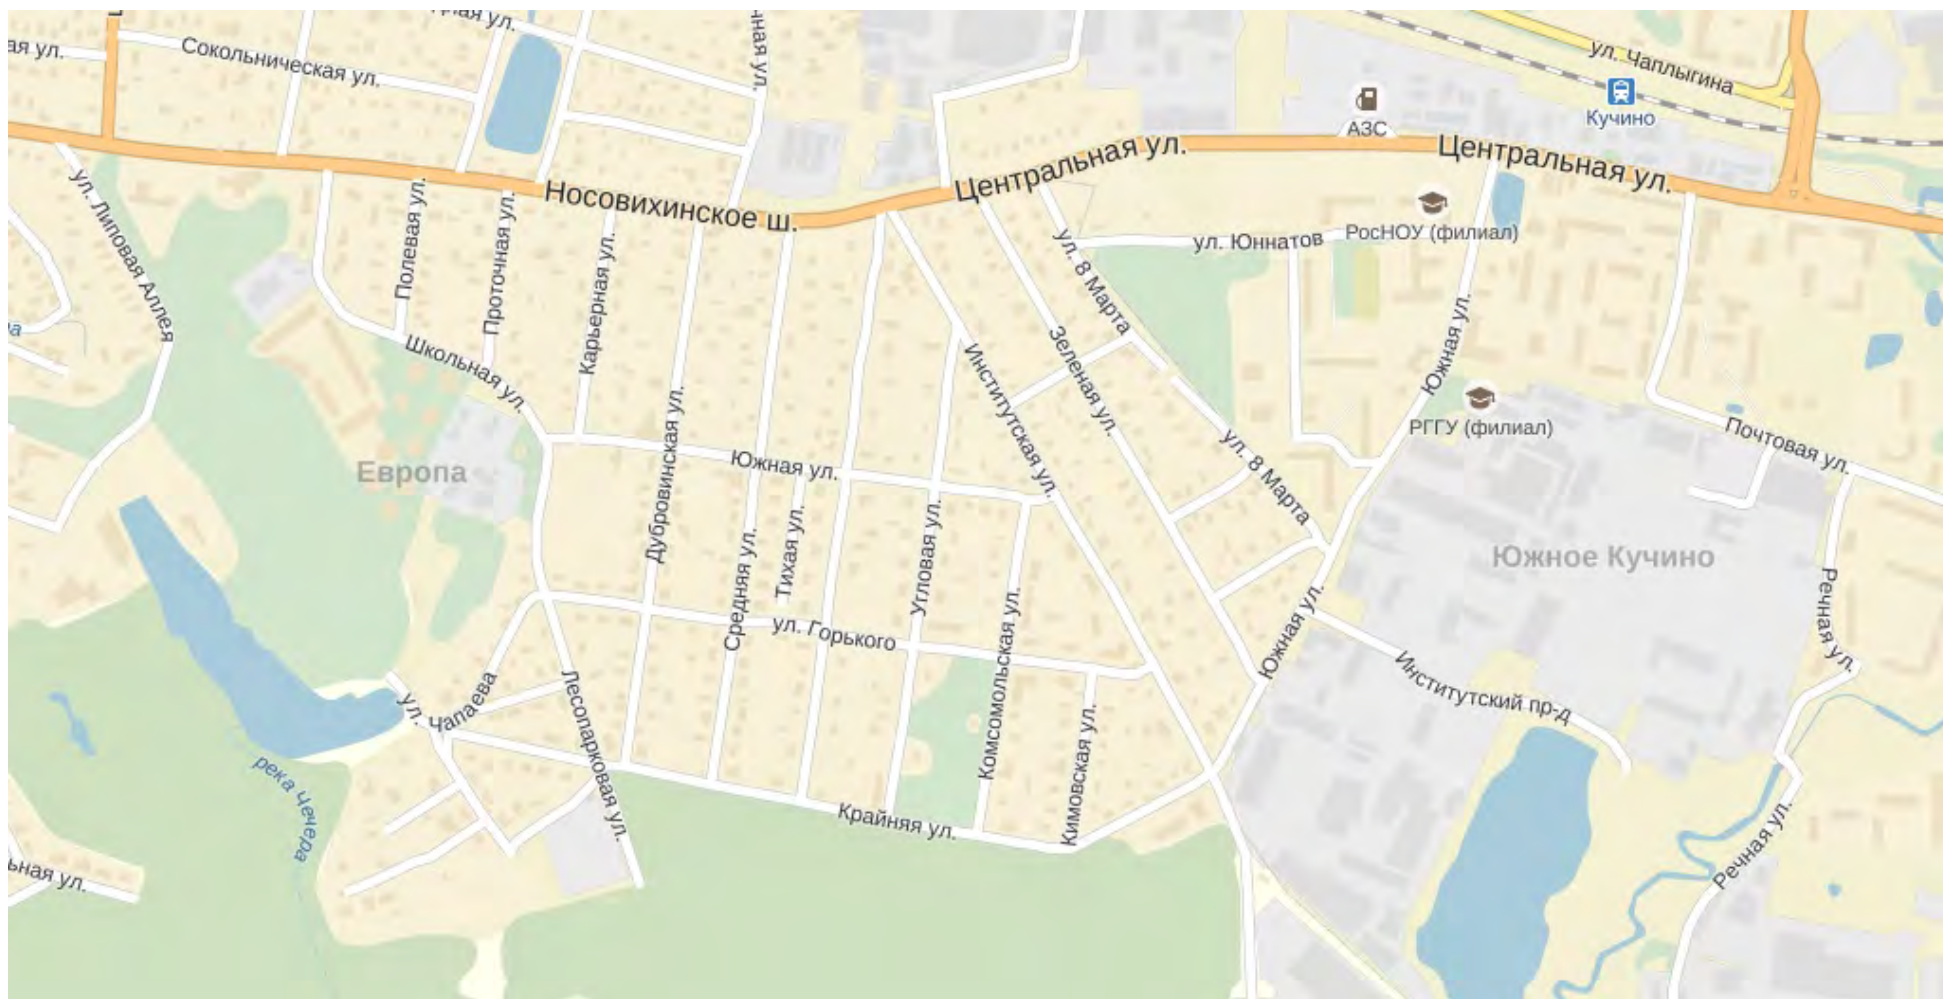 Сокольническая ул.
ул. Чаплыгина
Кучино
АЗС
Центральная ул.
Центральная ул.
Носовихинское ш.
ул. Липовая Аллея
Полевая ул.
Проточная ул.
Карьерная ул.
Школьная ул.
ул. 8 Марта
ул. Юннатов
РосНОУ (филиал)
Южная ул.
Зеленая ул.
Институтская ул.
РГГУ (филиал)
Почтовая ул.
Европа
Южная ул.
Дубровинская ул.
Средняя ул.
Тихая ул.
Угловая ул.
ул. 8 Марта
Южное Кучино
Речная ул.
ул. Горького
Комсомольская ул.
Южная ул.
Институтский пр-д
ул. Чапаева
Лесопарковая ул.
Кимовская ул.
река Чечёра
Крайняя ул.
Речная ул.
ьная ул.